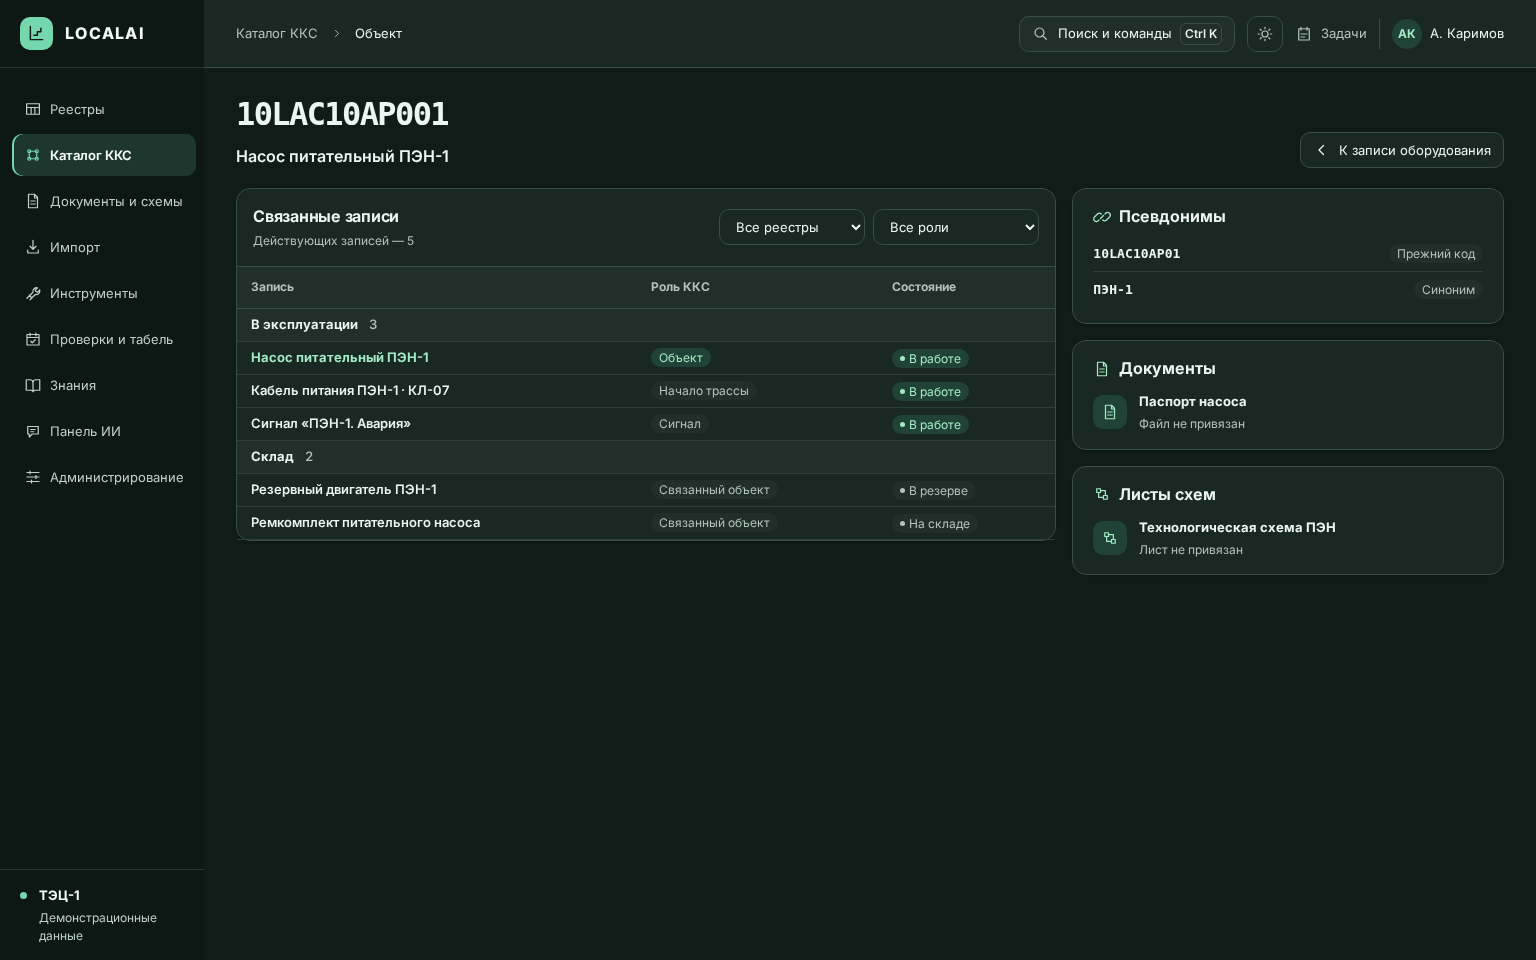 LOCALAI
Каталог ККС > Объект
Поиск и команды Ctrl K
Задачи
АК А. Каримов
Реестры
Каталог ККС
Документы и схемы
Импорт
Инструменты
Проверки и табель
Знания
Панель ИИ
Администрирование
ТЭЦ-1
Демонстрационные
данные
10LAC10AP001
Насос питательный ПЭН-1
К записи оборудования
Связанные записи
Действующих записей — 5
Все реестры
Все роли
Запись Роль ККС Состояние
В эксплуатации 3
Насос питательный ПЭН-1 Объект В работе
Кабель питания ПЭН-1 · КЛ-07 Начало трассы В работе
Сигнал «ПЭН-1. Авария» Сигнал В работе
Склад 2
Резервный двигатель ПЭН-1 Связанный объект В резерве
Ремкомплект питательного насоса Связанный объект На складе
Псевдонимы
10LAC10AP01 Прежний код
ПЭН-1 Синоним
Документы
Паспорт насоса
Файл не привязан
Листы схем
Технологическая схема ПЭН
Лист не привязан